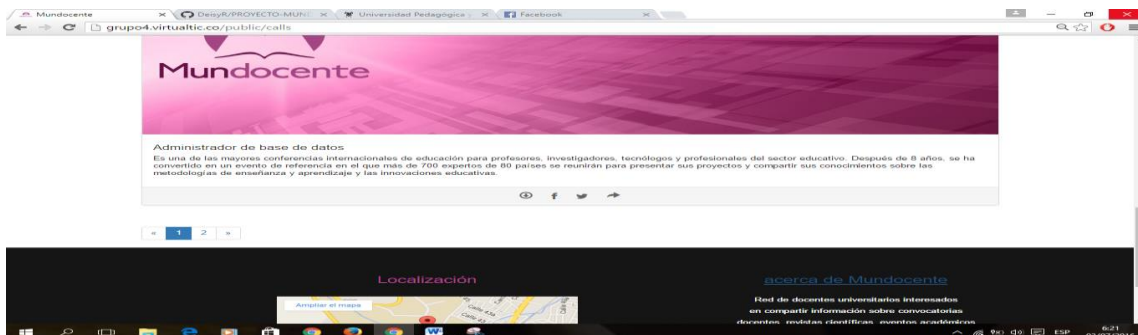 Mundocente
DeisyR/PROYECTO-MUND
Universidad Pedagógica
Facebook
grupo4.virtualtic.co/public/calls
Mundocente
Administrador de base de datos
Es una de las mayores conferencias internacionales de educación para profesores, investigadores, tecnólogos y profesionales del sector educativo. Después de 8 años, se ha
convertido en un evento de referencia en el que más de 700 expertos de 80 países se reunirán para presentar sus proyectos y compartir sus conocimientos sobre las
metodologías de enseñanza y aprendizaje y las innovaciones educativas.
« 1 2 »
Localización
acerca de Mundocente
Ampliar el mapa
Red de docentes universitarios interesados
en compartir información sobre convocatorias
docentes, revistas científicas, eventos académicos
ESP
6:21